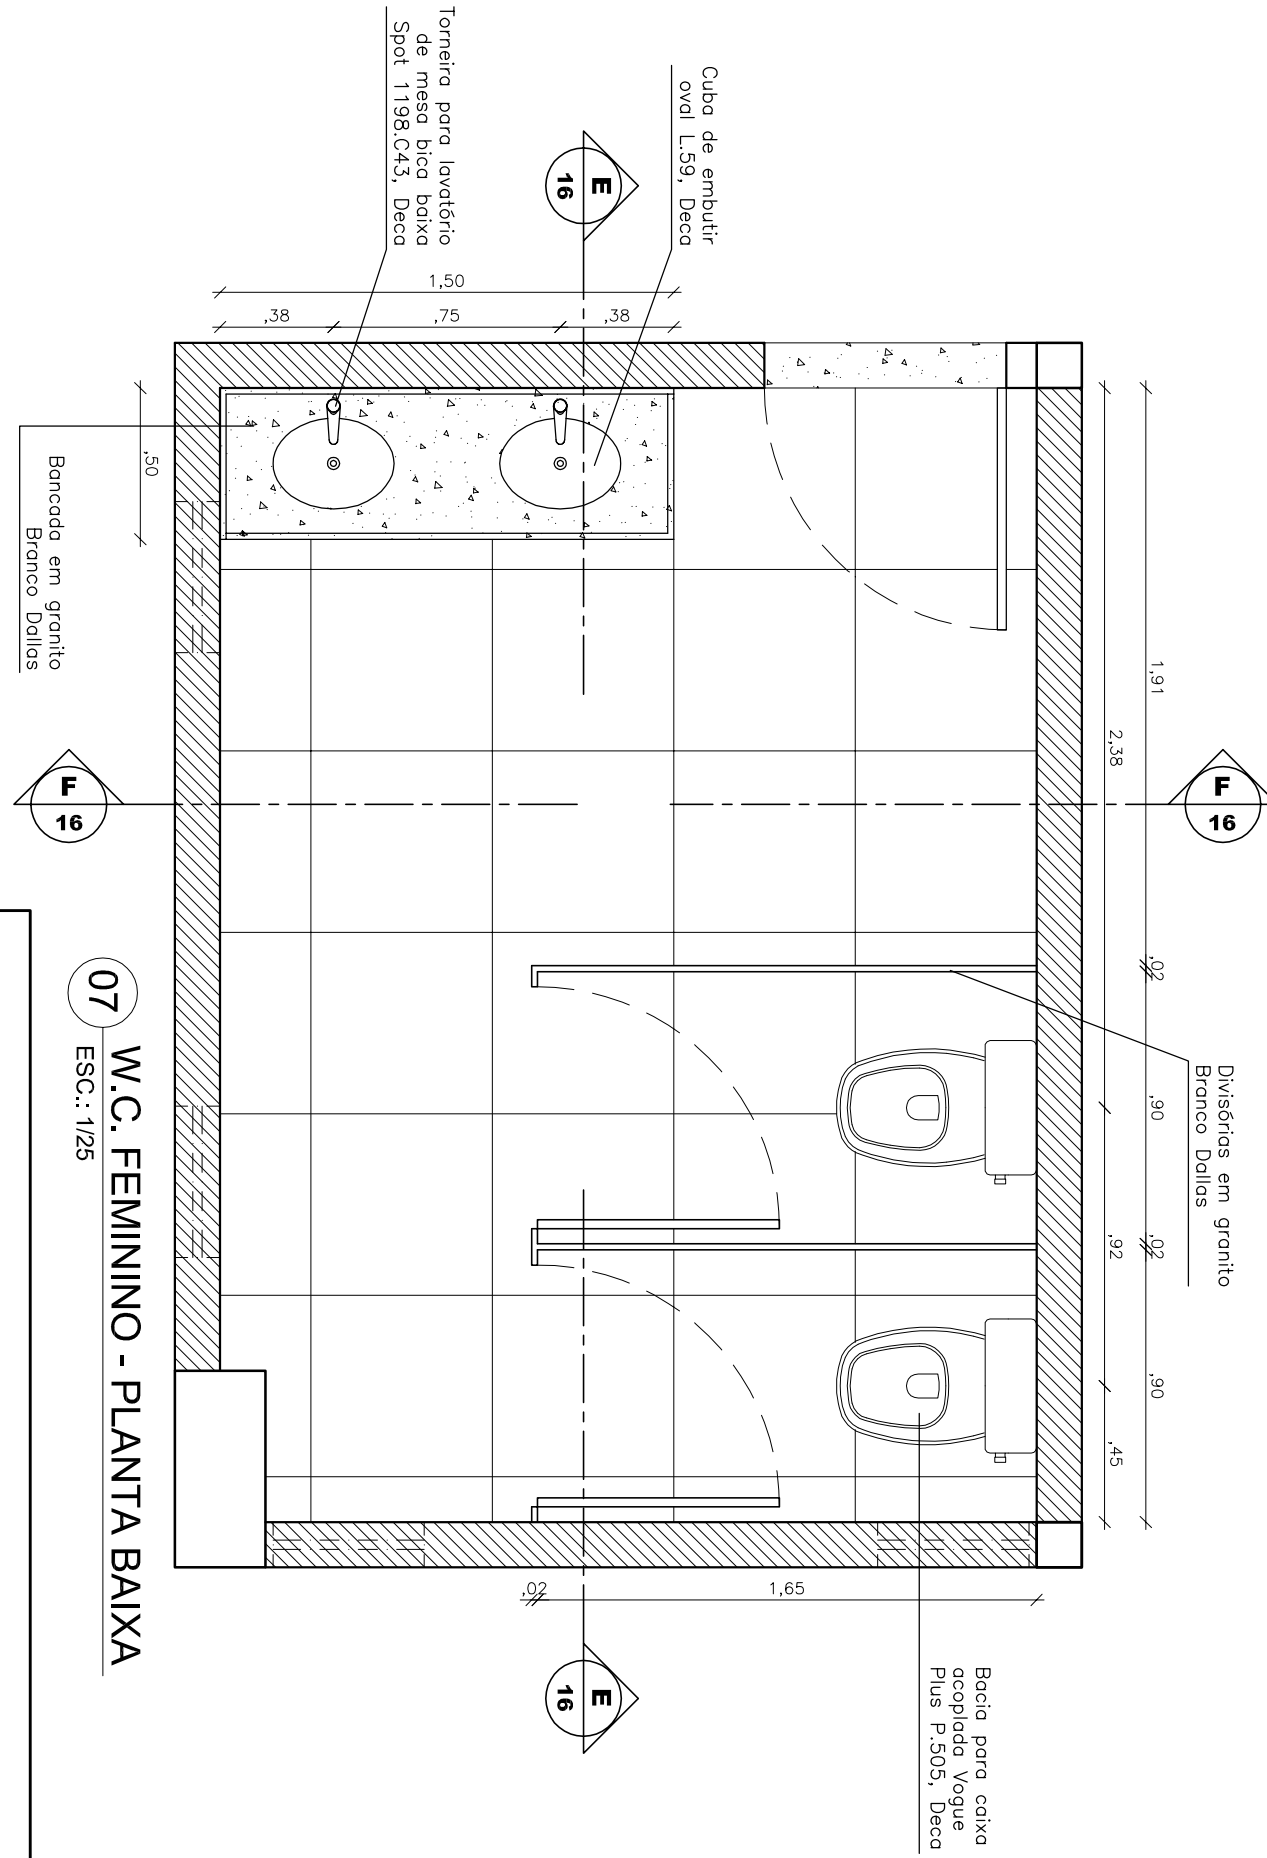 Torneira para lavatório
de mesa bica baixa
Spot 1198.C43, Deca
Cuba de embutir
oval L.59, Deca
E
16
1,50
,38
,75
,38
,50
Bancada em granito
Branco Dallas
1,91
2,38
F
16
F
16
,02
,90
,02
,92
,90
,45
Divisórias em granito
Branco Dallas
,02
1,65
E
16
Bacia para caixa
acoplada Vogue
Plus P.505, Deca
07
W.C. FEMININO - PLANTA BAIXA
ESC.: 1/25